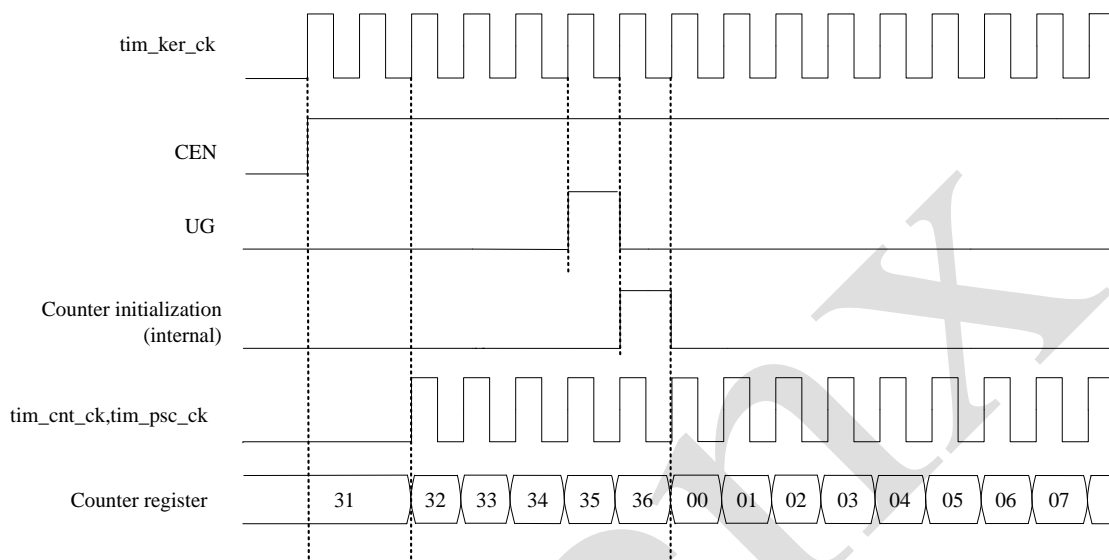 tim_ker_ck
CEN
UG
Counter initialization
(internal)
tim_cnt_ck,tim_psc_ck
Counter register 31 32 33 34 35 36 00 01 02 03 04 05 06 07